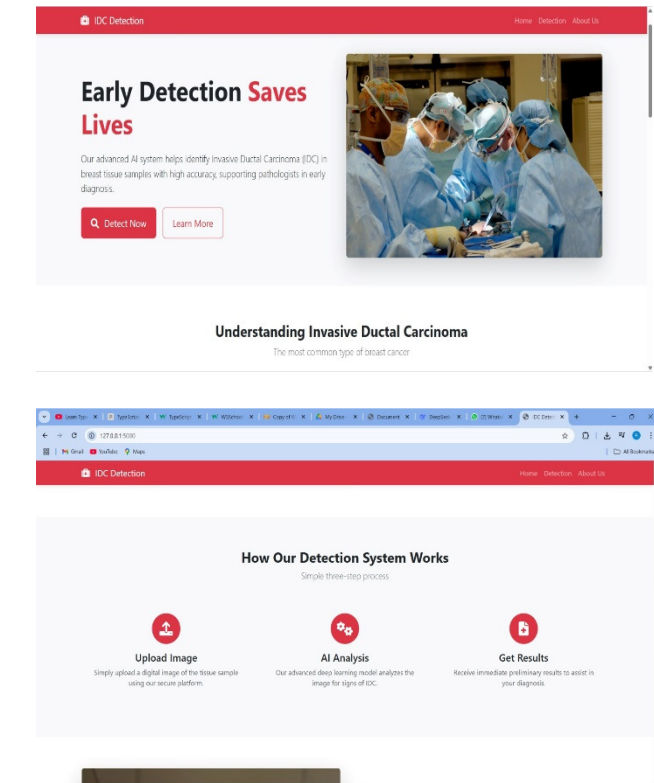 IDC Detection
Home Detection About Us
Early Detection Saves
Lives
Our advanced AI system helps identify Invasive Ductal Carcinoma (IDC) in
breast tissue samples with high accuracy, supporting pathologists in early
diagnosis.
Detect Now
Learn More
Understanding Invasive Ductal Carcinoma
The most common type of breast cancer
127.0.0.1:5000
Gmail YouTube Maps
All Bookmarks
IDC Detection
Home Detection About Us
How Our Detection System Works
Simple three-step process
Upload Image
Simply upload a digital image of the tissue sample
using our secure platform.
AI Analysis
Our advanced deep learning model analyzes the
image for signs of IDC.
Get Results
Receive immediate preliminary results to assist in
your diagnosis.